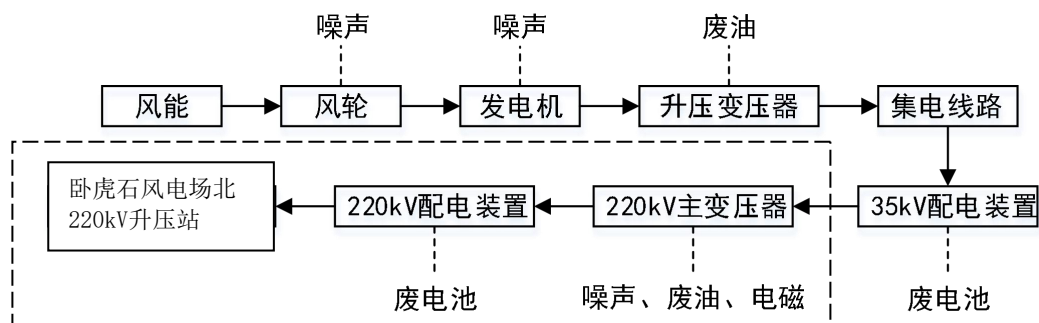 噪声
噪声
废油
风能
风轮
发电机
升压变压器
集电线路
卧虎石风电场北
220kV升压站
220kV配电装置
220kV主变压器
35kV配电装置
废电池
噪声、废油、电磁
废电池